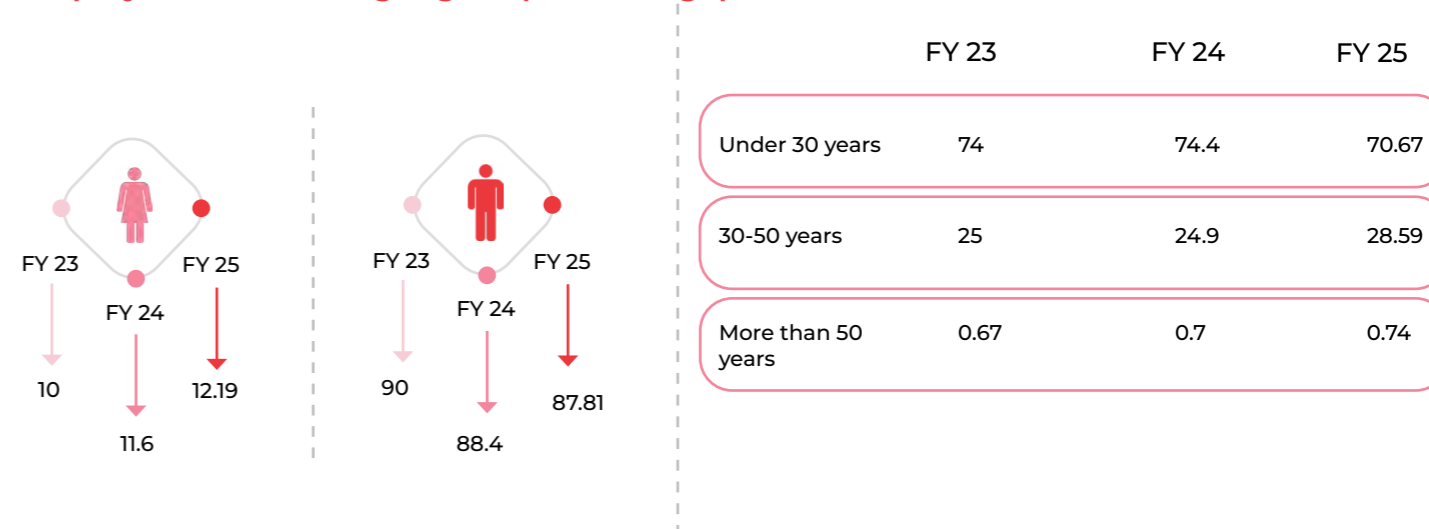 FY 23
FY 25
FY 24
10
12.19
11.6
FY 23
FY 25
FY 24
90
87.81
88.4
FY 23 FY 24 FY 25
Under 30 years 74 74.4 70.67
30-50 years 25 24.9 28.59
More than 50 0.67 0.7 0.74
years